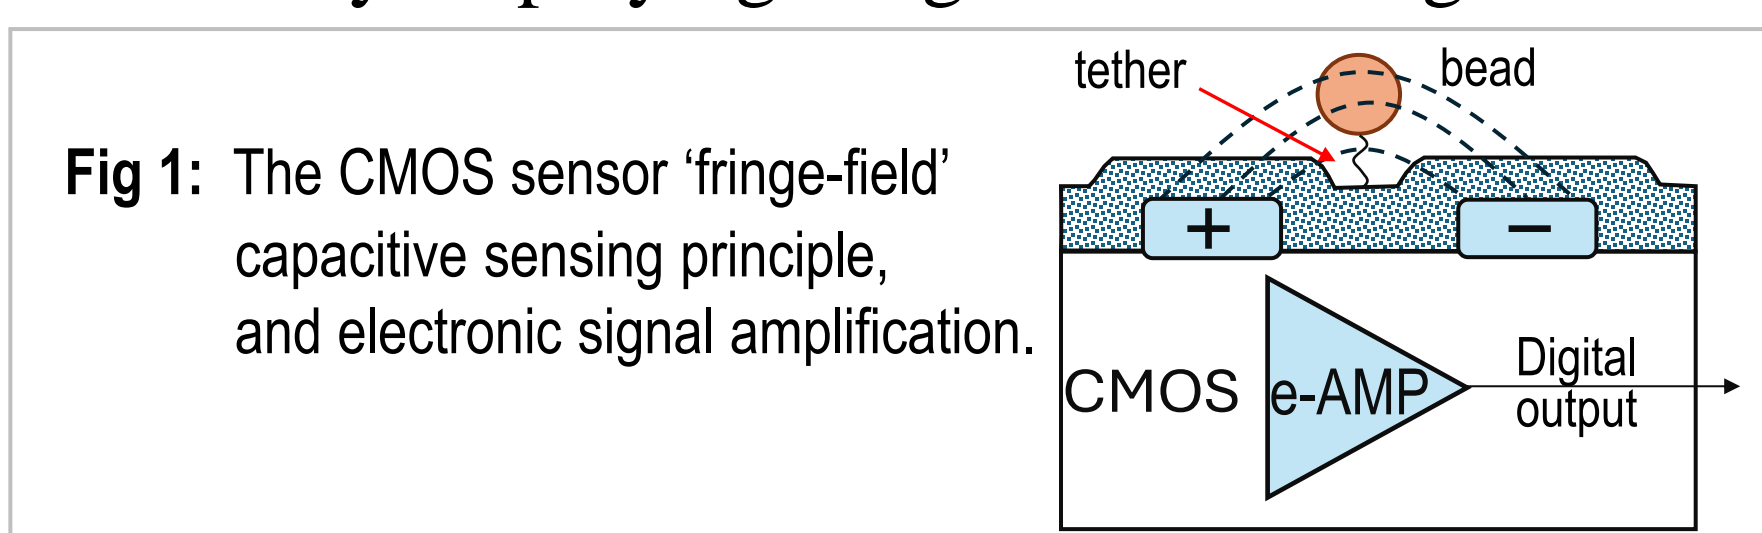 Fig 1: The CMOS sensor ‘fringe-field’
capacitive sensing principle,
and electronic signal amplification.
tether
bead
+
−
CMOS
e-AMP
Digital
output